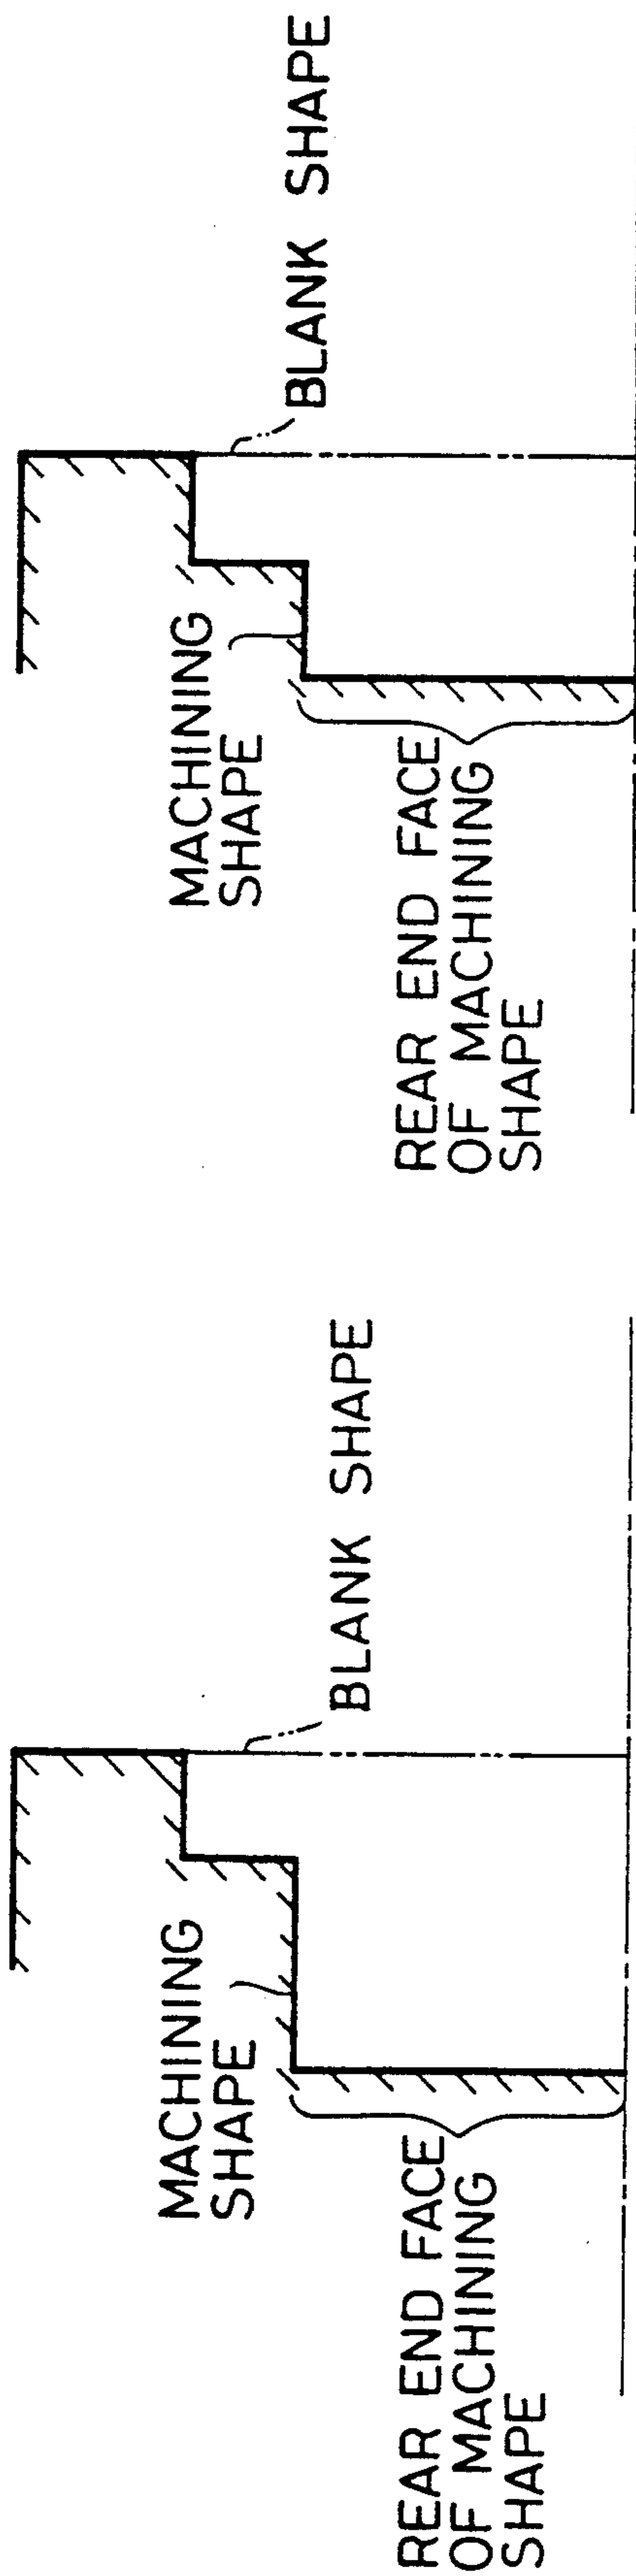 MACHINING
SHAPE
BLANK SHAPE
REAR END FACE
OF MACHINING
SHAPE
MACHINING
SHAPE
BLANK SHAPE
REAR END FACE
OF MACHINING
SHAPE